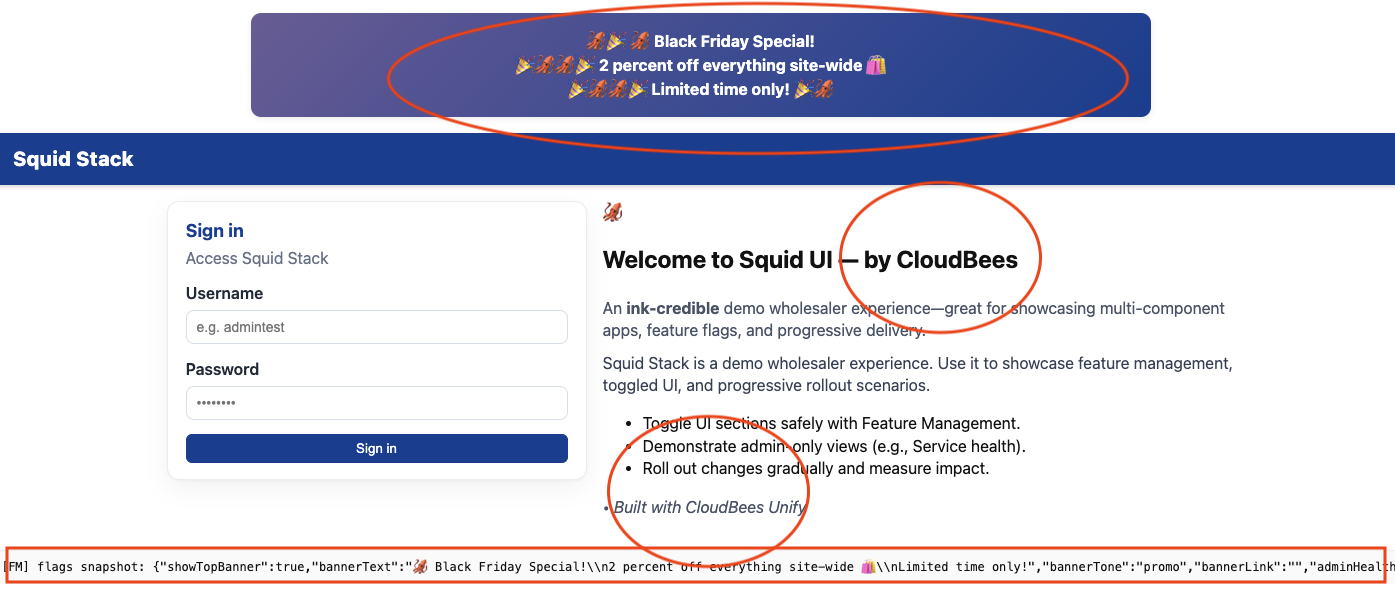 🦑🎉🦑 Black Friday Special!
🎉🦑🦑🎉 2 percent off everything site-wide 🛍️
🎉🦑🦑🎉 Limited time only! 🎉🦑
Squid Stack
Sign in
Access Squid Stack
Username
e.g. admintest
Password
••••••••
Sign in
🦑
Welcome to Squid UI — by CloudBees
An ink-credible demo wholesaler experience—great for showcasing multi-component
apps, feature flags, and progressive delivery.
Squid Stack is a demo wholesaler experience. Use it to showcase feature management,
toggled UI, and progressive rollout scenarios.
• Toggle UI sections safely with Feature Management.
• Demonstrate admin-only views (e.g., Service health).
• Roll out changes gradually and measure impact.
• Built with CloudBees Unify
[FM] flags snapshot: {"showTopBanner":true,"bannerText":"🦑 Black Friday Special!\\n2 percent off everything site-wide 🛍️\\nLimited time only!","bannerTone":"promo","bannerLink":"","adminHealth